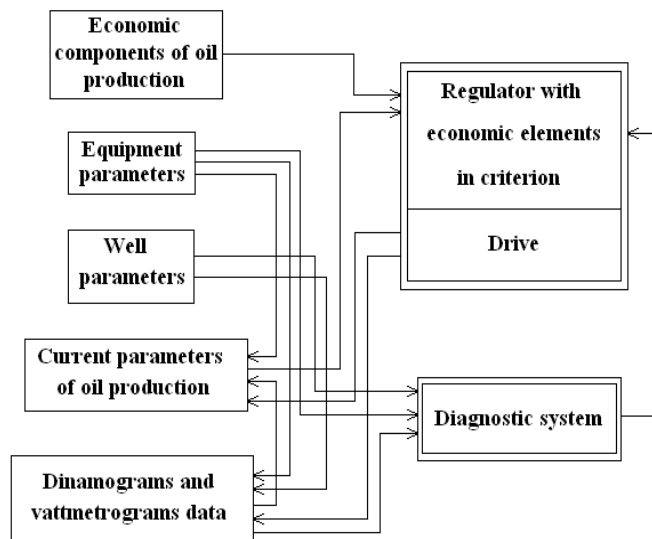 Economic
components of oil
production
Regulator with
economic elements
in criterion
Drive
Equipment
parameters
Well
parameters
Current parameters
of oil production
Diagnostic system
Dinamograms and
vattmetrograms data